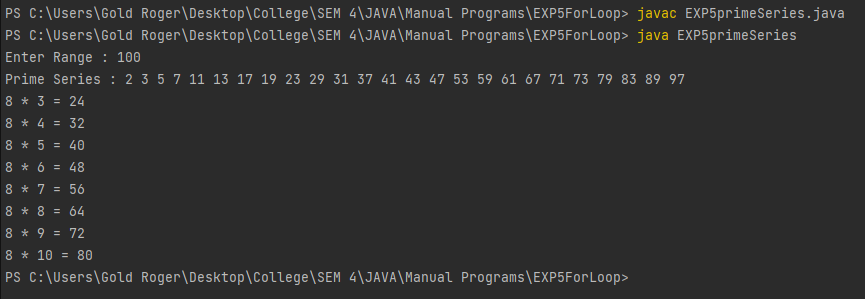 PS C:\Users\Gold Roger\Desktop\College\SEM 4\JAVA\Manual Programs\EXP5ForLoop> javac EXP5primeSeries.java
PS C:\Users\Gold Roger\Desktop\College\SEM 4\JAVA\Manual Programs\EXP5ForLoop> java EXP5primeSeries
Enter Range : 100
Prime Series : 2 3 5 7 11 13 17 19 23 29 31 37 41 43 47 53 59 61 67 71 73 79 83 89 97
8 * 3 = 24
8 * 4 = 32
8 * 5 = 40
8 * 6 = 48
8 * 7 = 56
8 * 8 = 64
8 * 9 = 72
8 * 10 = 80
PS C:\Users\Gold Roger\Desktop\College\SEM 4\JAVA\Manual Programs\EXP5ForLoop>